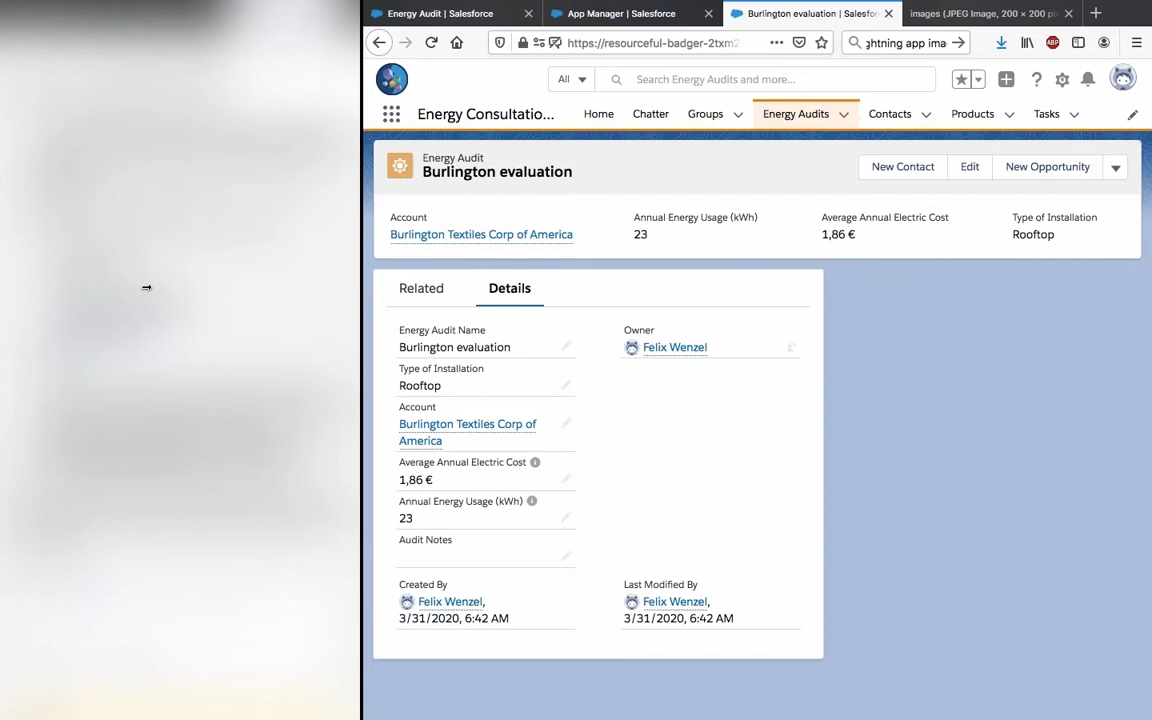 Energy Audit | Salesforce
App Manager | Salesforce
Burlington evaluation | Salesfor
images (JPEG Image, 200 × 200 pi
https://resourceful-badger-2txm2
ghtning app ima
All
Search Energy Audits and more...
Energy Consultatio...
Home
Chatter
Groups
Energy Audits
Contacts
Products
Tasks
Energy Audit
Burlington evaluation
New Contact
Edit
New Opportunity
Account
Annual Energy Usage (kWh)
Average Annual Electric Cost
Type of Installation
Burlington Textiles Corp of America
23
1,86 €
Rooftop
Related
Details
Energy Audit Name
Burlington evaluation
Owner
Felix Wenzel
Type of Installation
Rooftop
Account
Burlington Textiles Corp of
America
Average Annual Electric Cost
1,86 €
Annual Energy Usage (kWh)
23
Audit Notes
Created By
Felix Wenzel,
3/31/2020, 6:42 AM
Last Modified By
Felix Wenzel,
3/31/2020, 6:42 AM